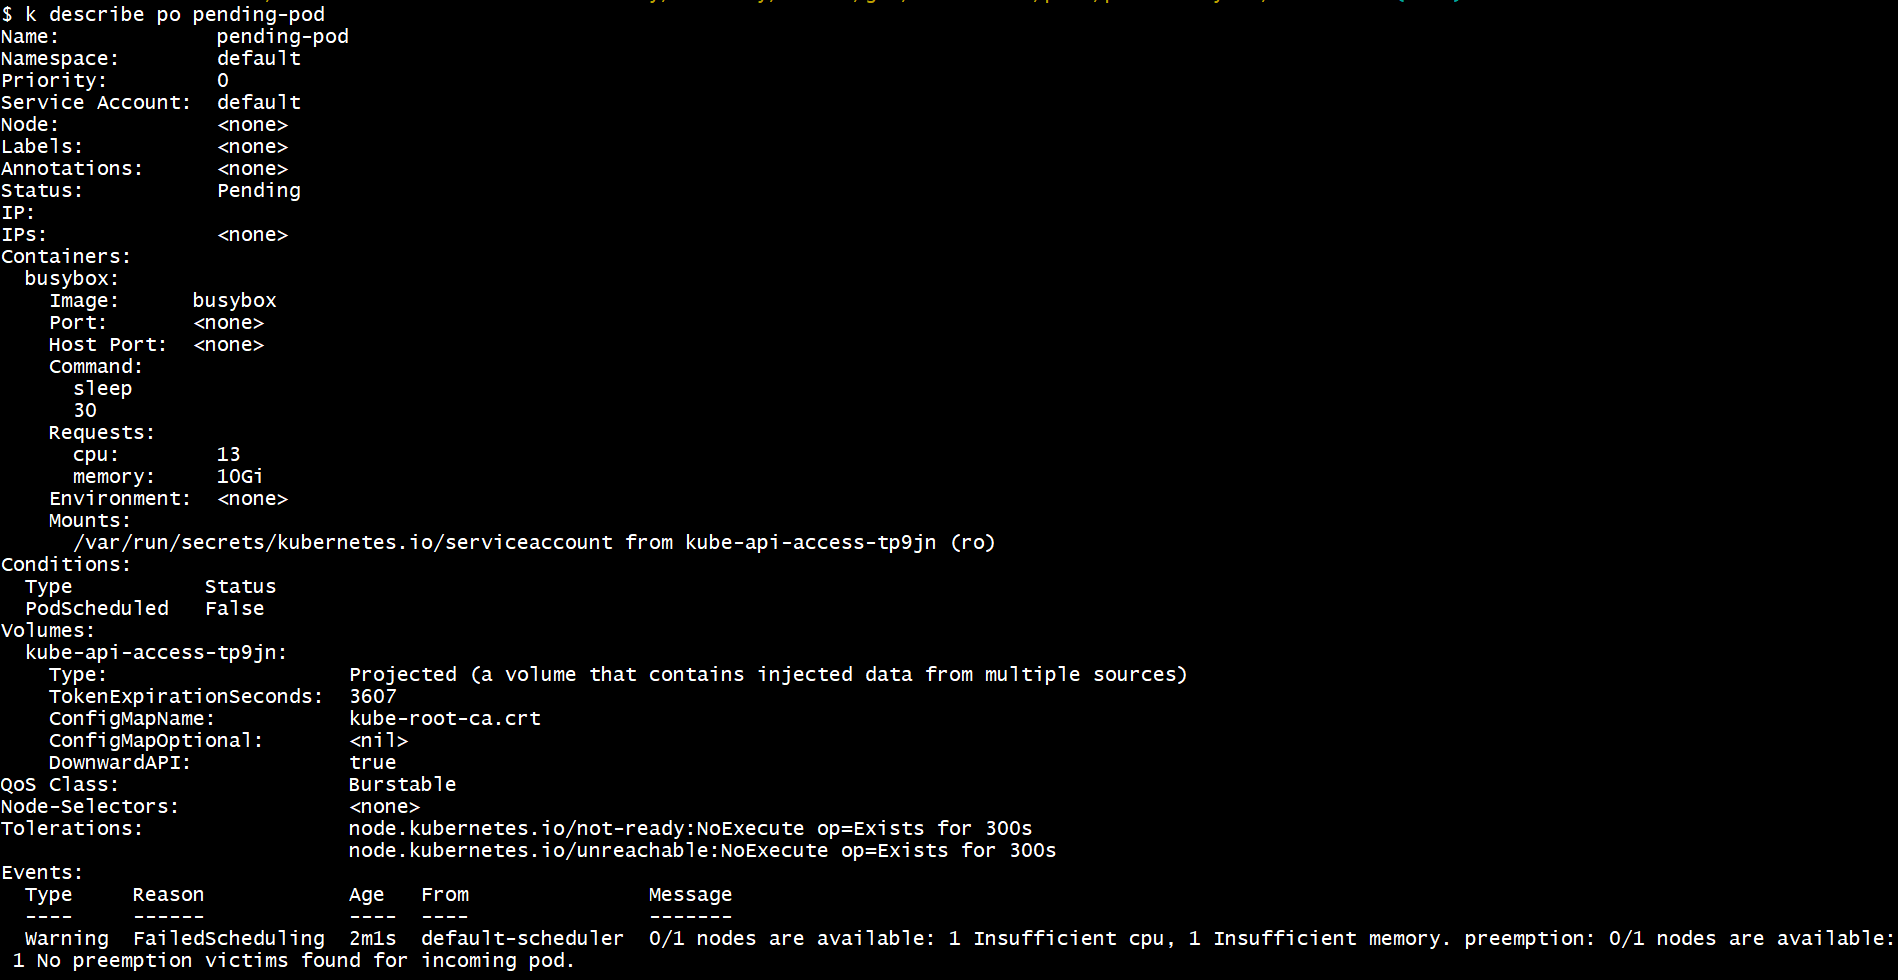 $ k describe po pending-pod
Name:             pending-pod
Namespace:        default
Priority:         0
Service Account:  default
Node:             <none>
Labels:           <none>
Annotations:      <none>
Status:           Pending
IP:
IPs:              <none>
Containers:
  busybox:
    Image:      busybox
    Port:       <none>
    Host Port:  <none>
    Command:
      sleep
      30
    Requests:
      cpu:        13
      memory:     10Gi
    Environment:  <none>
    Mounts:
      /var/run/secrets/kubernetes.io/serviceaccount from kube-api-access-tp9jn (ro)
Conditions:
  Type           Status
  PodScheduled   False
Volumes:
  kube-api-access-tp9jn:
    Type:                    Projected (a volume that contains injected data from multiple sources)
    TokenExpirationSeconds:  3607
    ConfigMapName:           kube-root-ca.crt
    ConfigMapOptional:       <nil>
    DownwardAPI:             true
QoS Class:                   Burstable
Node-Selectors:              <none>
Tolerations:                 node.kubernetes.io/not-ready:NoExecute op=Exists for 300s
                             node.kubernetes.io/unreachable:NoExecute op=Exists for 300s
Events:
  Type     Reason            Age   From               Message
  ----     ------            ----  ----               -------
  Warning  FailedScheduling  2m1s  default-scheduler  0/1 nodes are available: 1 Insufficient cpu, 1 Insufficient memory. preemption: 0/1 nodes are available:
 1 No preemption victims found for incoming pod.